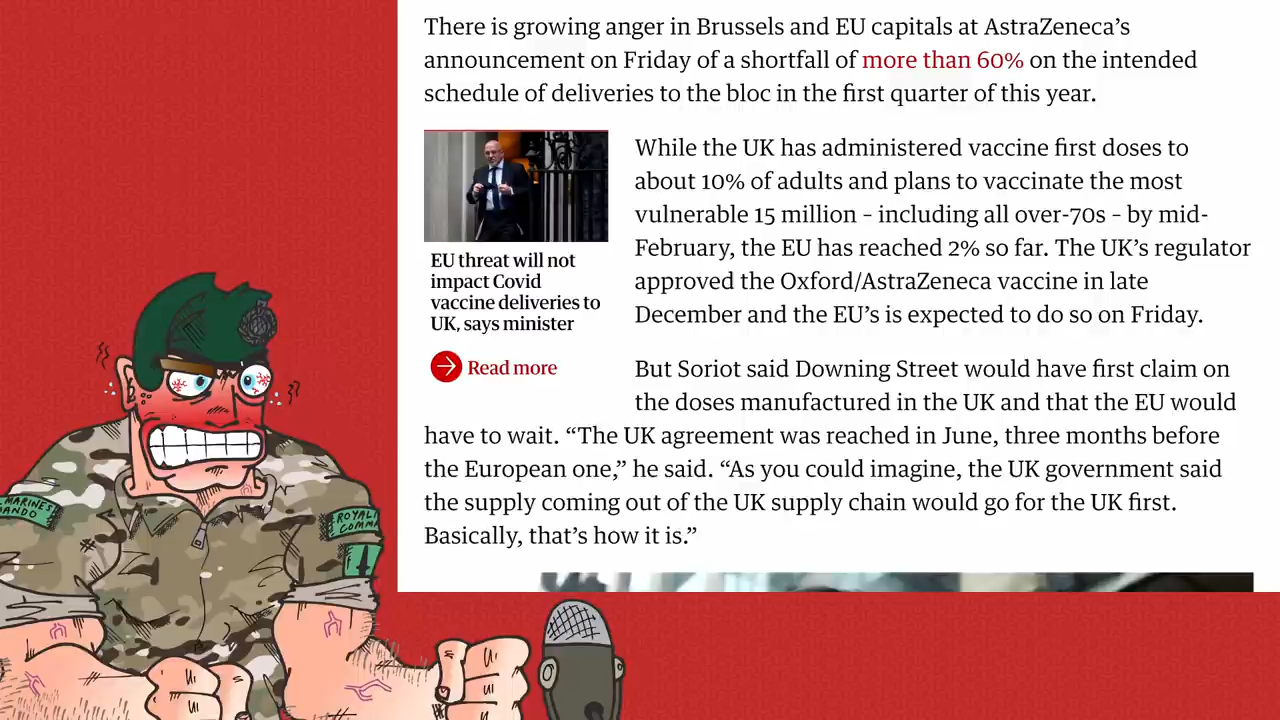 There is growing anger in Brussels and EU capitals at AstraZeneca’s
announcement on Friday of a shortfall of more than 60% on the intended
schedule of deliveries to the bloc in the first quarter of this year.
EU threat will not
impact Covid
vaccine deliveries to
UK, says minister
Read more
While the UK has administered vaccine first doses to
about 10% of adults and plans to vaccinate the most
vulnerable 15 million – including all over-70s – by mid-
February, the EU has reached 2% so far. The UK’s regulator
approved the Oxford/AstraZeneca vaccine in late
December and the EU’s is expected to do so on Friday.
But Soriot said Downing Street would have first claim on
the doses manufactured in the UK and that the EU would
have to wait. “The UK agreement was reached in June, three months before
the European one,” he said. “As you could imagine, the UK government said
the supply coming out of the UK supply chain would go for the UK first.
Basically, that’s how it is.”
MARINES
ANDO
ROYAL
COMMA